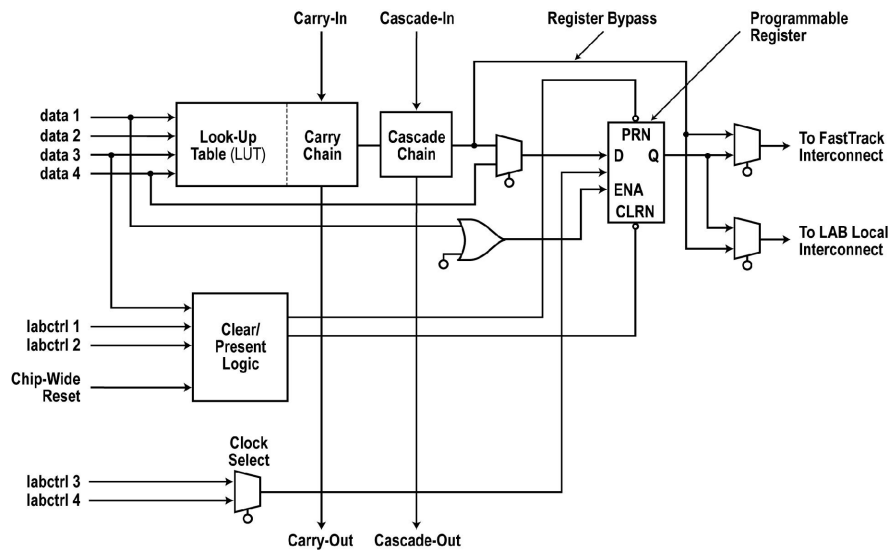 Carry-In
Cascade-In
Register Bypass
Programmable
Register
data 1
data 2
data 3
data 4
Look-Up
Table (LUT)
Carry
Chain
Cascade
Chain
PRN
D
Q
ENA
CLRN
To FastTrack
Interconnect
To LAB Local
Interconnect
labctrl 1
labctrl 2
Clear/
Present
Logic
Chip-Wide
Reset
Clock
Select
labctrl 3
labctrl 4
Carry-Out
Cascade-Out